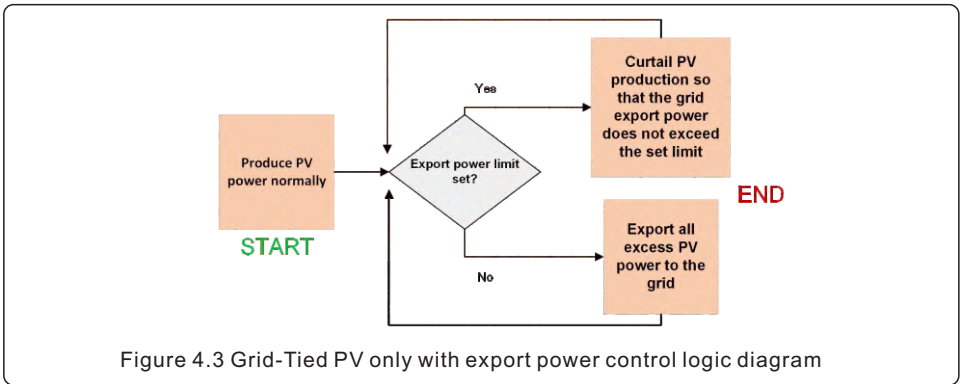 Produce PV
power normally
START
Export power limit
set?
Yes
Curtail PV
production so
that the grid
export power
does not exceed
the set limit
END
No
Export all
excess PV
power to the
grid
Figure 4.3 Grid-Tied PV only with export power control logic diagram